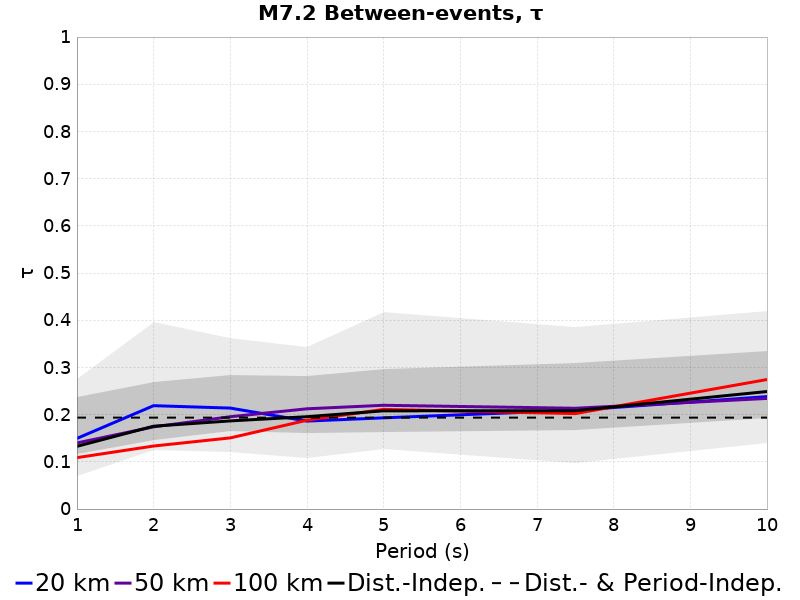 M7.2 Between-events, τ
1
0.9
0.8
0.7
0.6
0.5
0.4
0.3
0.2
0.1
0
τ
1 2 3 4 5 6 7 8 9 10
Period (s)
20 km 50 km 100 km Dist.-Indep. Dist.- & Period-Indep.